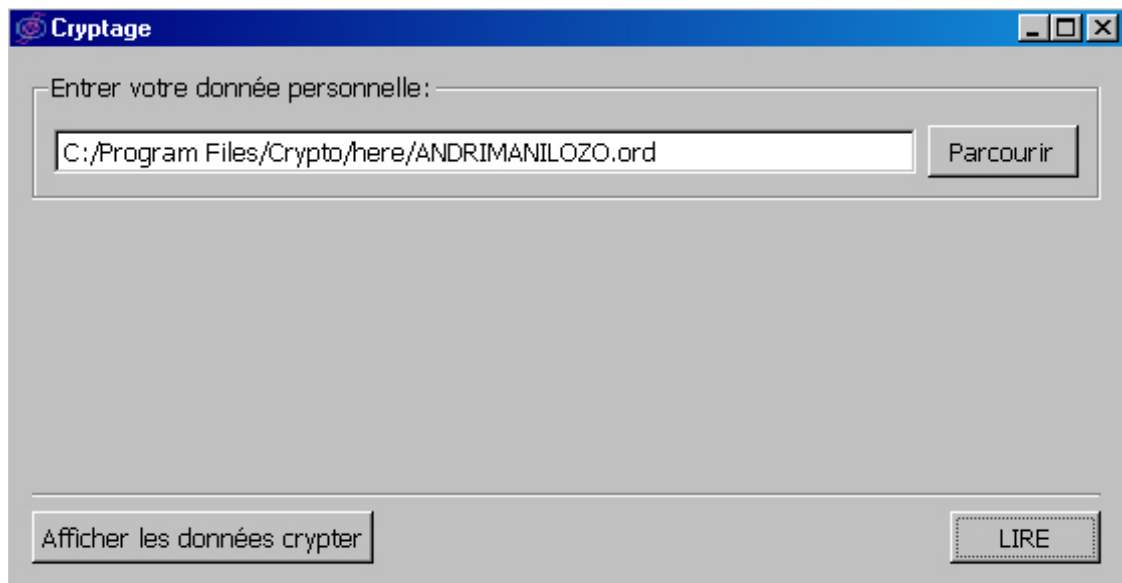 Cryptage
Entrer votre donnée personnelle:
C:/Program Files/Crypto/here/ANDRIMANILOZO.ord
Parcourir
Afficher les données crypter
LIRE